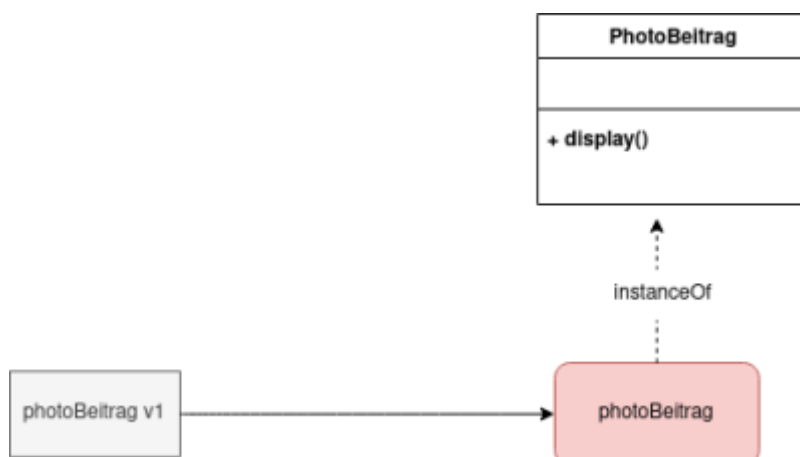 PhotoBeitrag
+ display()
instanceOf
photoBeitrag v1
photoBeitrag